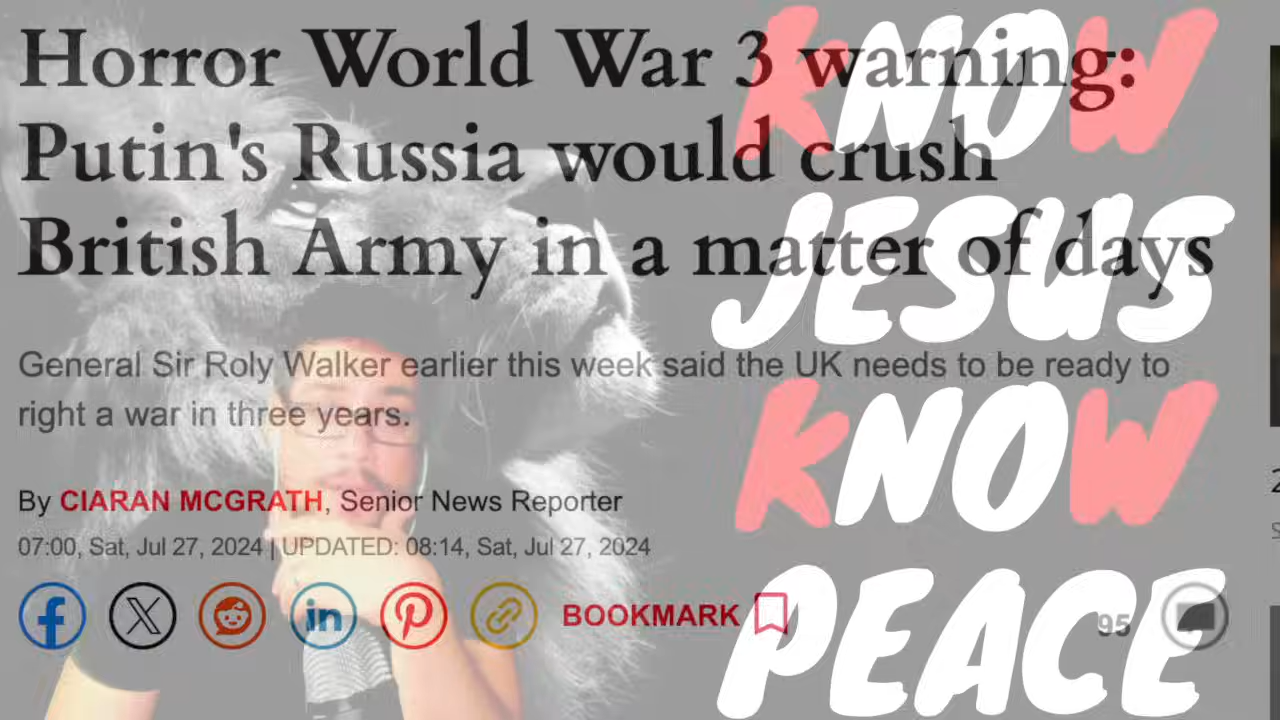 Horror World War 3 warning:
Putin's Russia would crush
British Army in a matter of days
General Sir Roly Walker earlier this week said the UK needs to be ready to
right a war in three years.
By CIARAN MCGRATH, Senior News Reporter
07:00, Sat, Jul 27, 2024 | UPDATED: 08:14, Sat, Jul 27, 2024
f X in
BOOKMARK
95
kNOW
JESUS
kNOW
PEACE